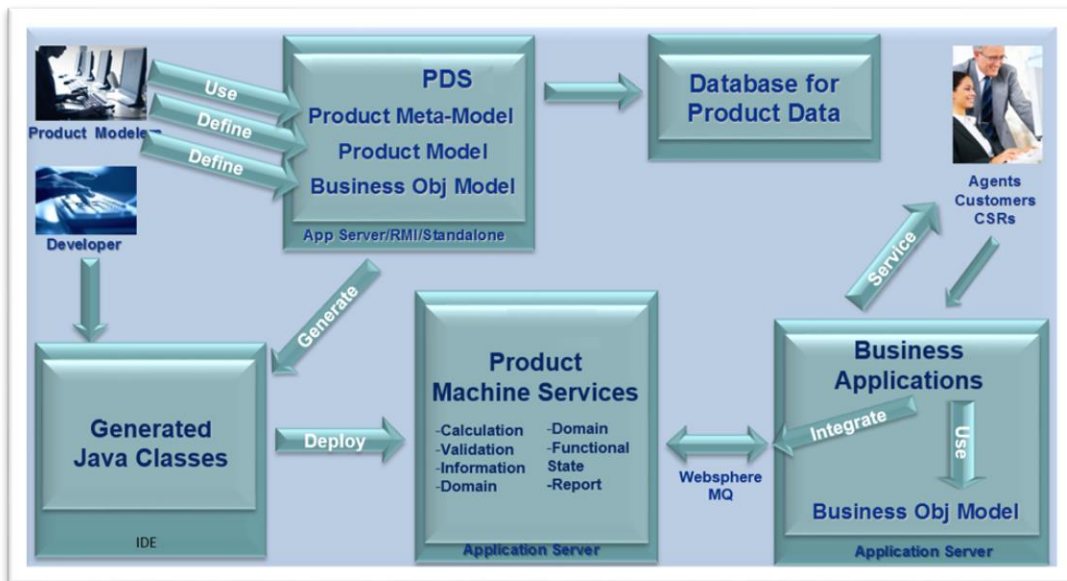 Product Modeler
Use
Define
Define
Developer
PDS
Product Meta-Model
Product Model
Business Obj Model
App Server/RMI/Standalone
Database for
Product Data
Agents
Customers
CSRs
Generate
Service
Generated
Java Classes
IDE
Deploy
Product
Machine Services
-Calculation
-Validation
-Information
-Domain
-Domain
-Functional
State
-Report
Application Server
Websphere
MQ
Business
Applications
Integrate
Use
Business Obj Model
Application Server